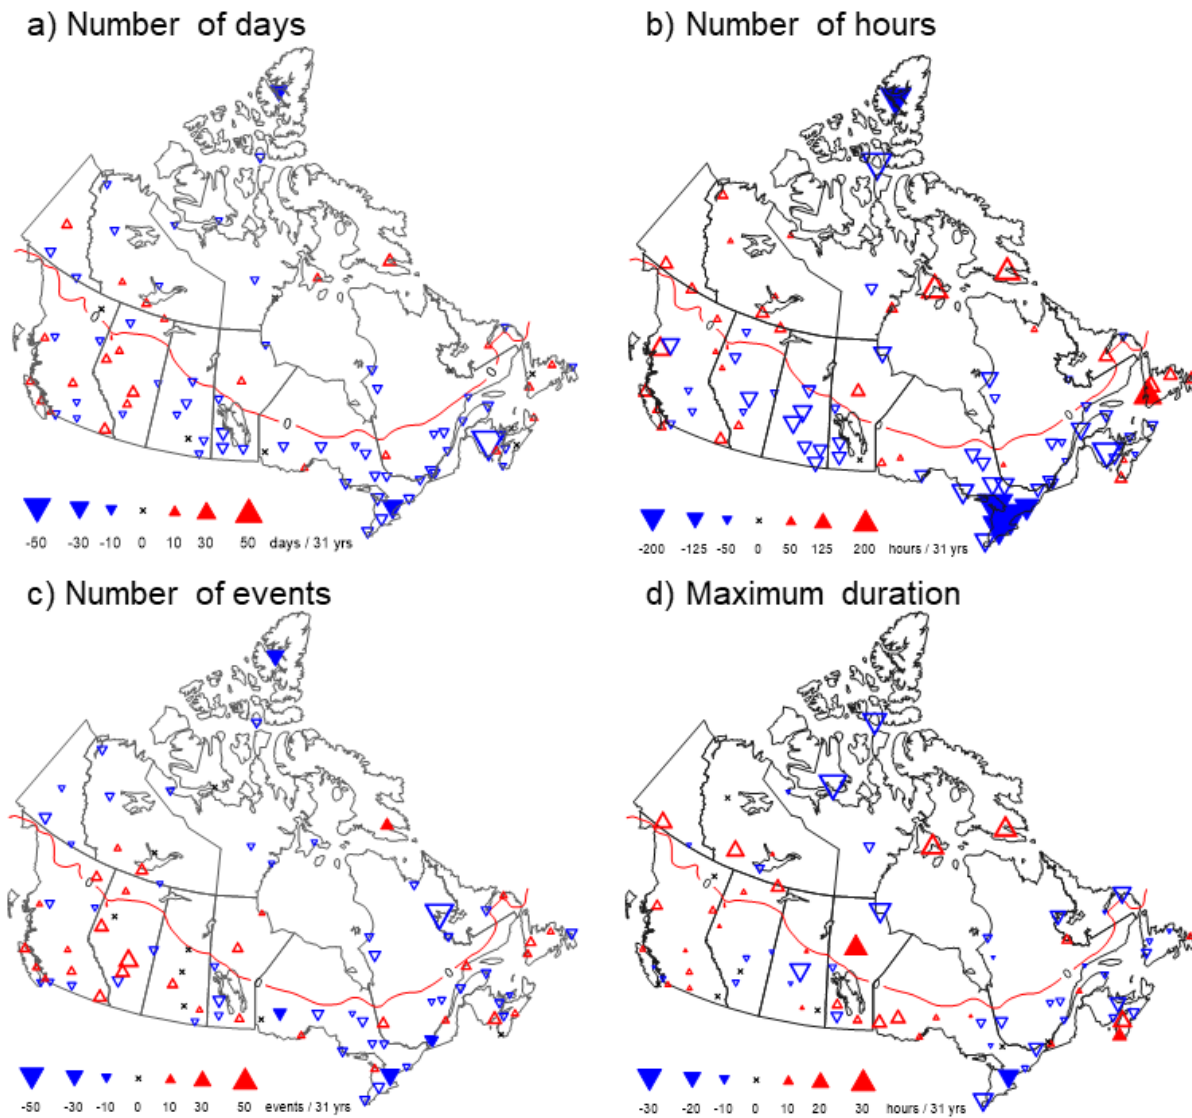 a) Number of days
b) Number of hours
-50 -30 -10 0 10 30 50 days / 31 yrs
-200 -125 -50 0 50 125 200 hours / 31 yrs
c) Number of events
d) Maximum duration
-50 -30 -10 0 10 30 50 events / 31 yrs
-30 -20 -10 0 10 20 30 hours / 31 yrs